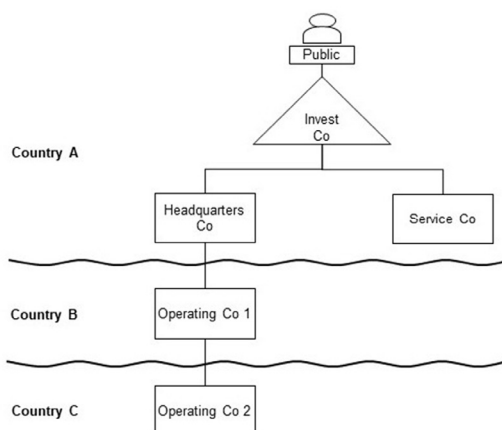 Public
Invest
Co
Country A
Headquarters
Co
Service Co
Country B
Operating Co 1
Country C
Operating Co 2